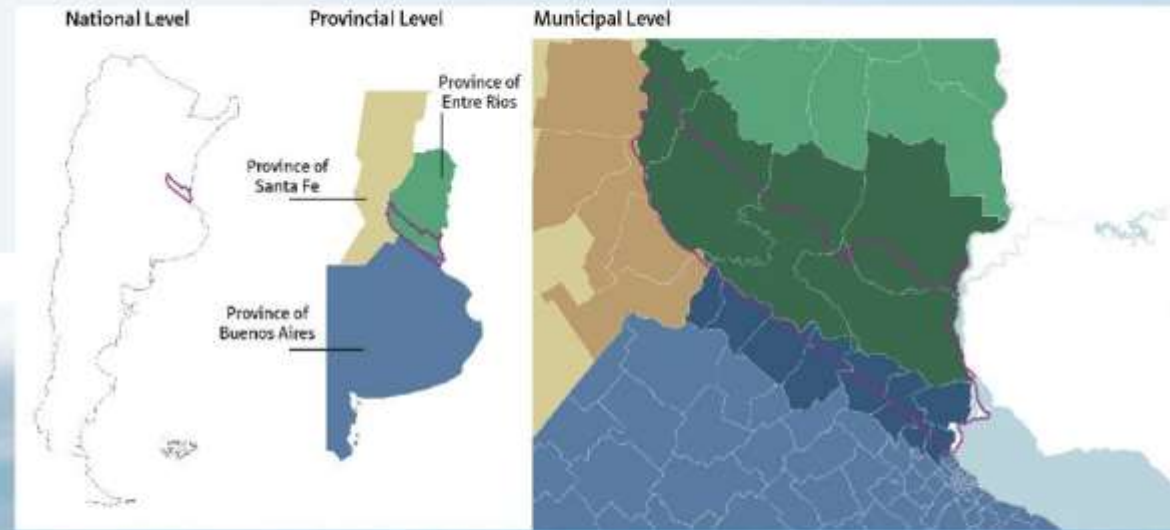 National Level
Provincial Level
Municipal Level
Province of
Entre Rios
Province of
Santa Fe
Province of
Buenos Aires